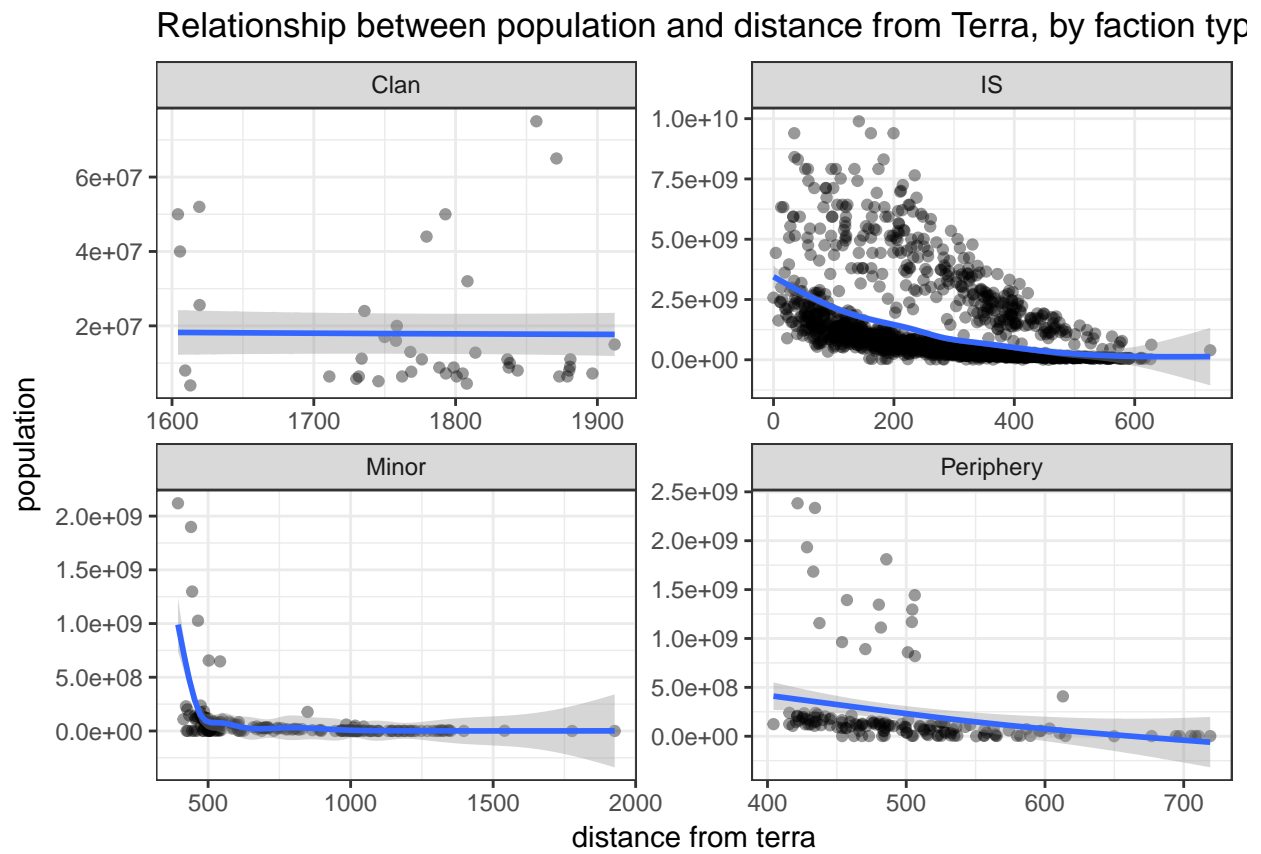 Relationship between population and distance from Terra, by faction typ
Clan
IS
6e+07
4e+07
2e+07
1600 1700 1800 1900
1.0e+10
7.5e+09
5.0e+09
2.5e+09
0.0e+00
0 200 400 600
population
Minor
Periphery
2.0e+09
1.5e+09
1.0e+09
5.0e+08
0.0e+00
500 1000 1500 2000
2.5e+09
2.0e+09
1.5e+09
1.0e+09
5.0e+08
0.0e+00
400 500 600 700
distance from terra